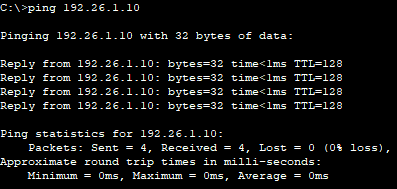 C:\>ping 192.26.1.10
Pinging 192.26.1.10 with 32 bytes of data:
Reply from 192.26.1.10: bytes=32 time<1ms TTL=128
Reply from 192.26.1.10: bytes=32 time<1ms TTL=128
Reply from 192.26.1.10: bytes=32 time<1ms TTL=128
Reply from 192.26.1.10: bytes=32 time<1ms TTL=128
Ping statistics for 192.26.1.10:
    Packets: Sent = 4, Received = 4, Lost = 0 (0% loss),
Approximate round trip times in milli-seconds:
    Minimum = 0ms, Maximum = 0ms, Average = 0ms